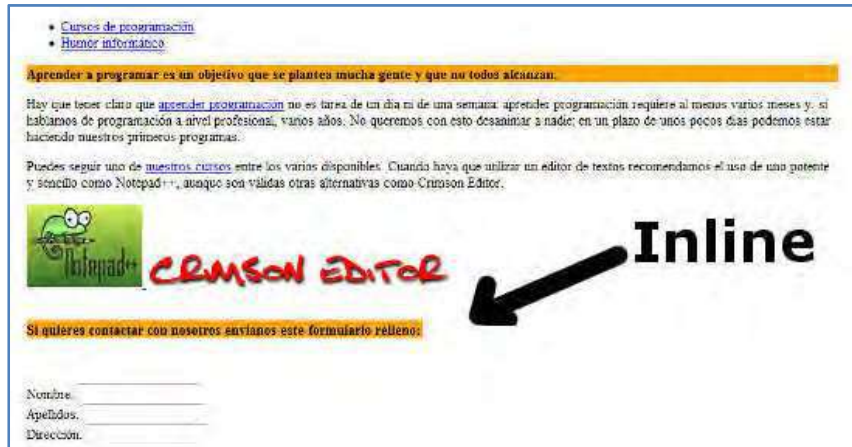 Cursos de programación
Humor informático
Aprender a programar es un objetivo que se plantea mucha gente y que no todos alcanzan.
Hay que tener claro que aprender programación no es tarea de un día ni de una semana: aprender programación requiere al menos varios meses y, si
hablamos de programación a nivel profesional, varios años. No queremos con esto desanimar a nadie: en un plazo de unos pocos días podemos estar
haciendo nuestros primeros programas.
Puedes seguir uno de nuestros cursos entre los varios disponibles. Cuando haya que utilizar un editor de textos recomendamos el uso de uno potente
y sencillo como Notepad++, aunque son válidas otras alternativas como Crimson Editor.
Notepad++ CRIMSON EDITOR
Inline
Si quieres contactar con nosotros envíanos este formulario relleno:
Nombre:
Apellidos:
Dirección: